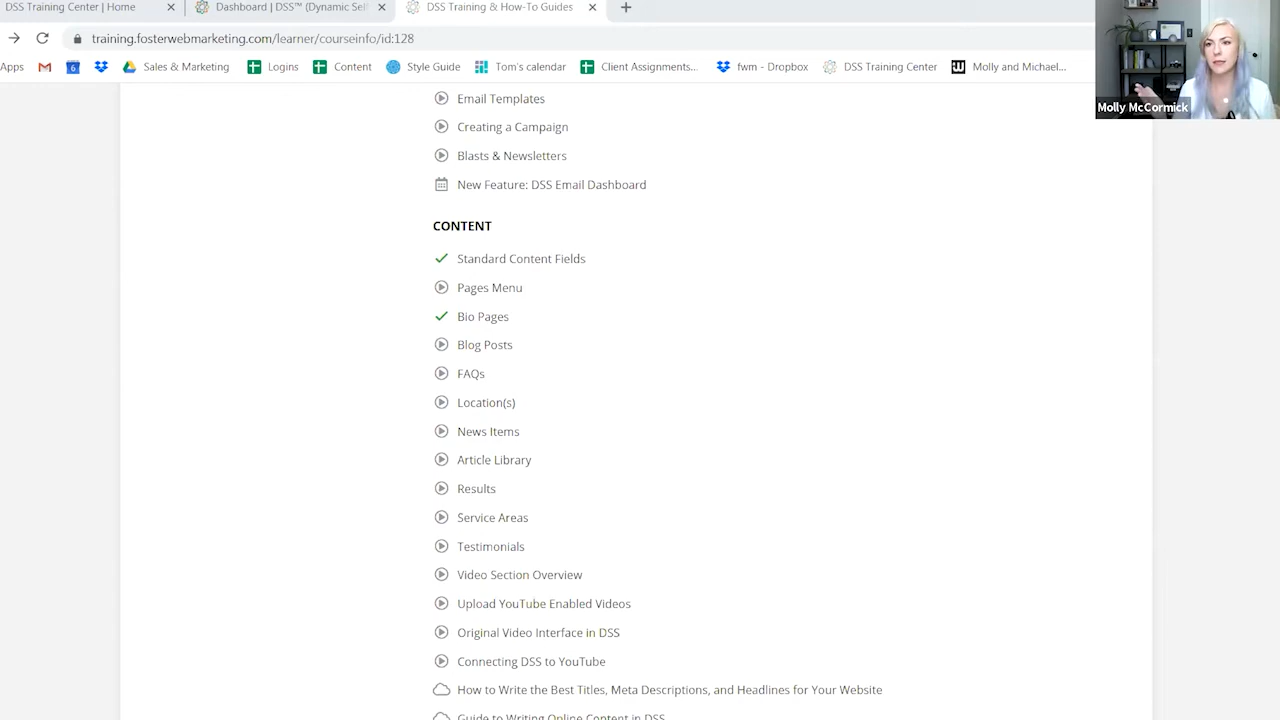 DSS Training Center | Home
Dashboard | DSS™ (Dynamic Sel
DSS Training & How-To Guides
training.fosterwebmarketing.com/learner/courseinfo/id:128
Apps
6
Sales & Marketing
Logins
Content
Style Guide
Tom's calendar
Client Assignments...
fwm - Dropbox
DSS Training Center
Molly and Michael...
Molly McCormick
Email Templates
Creating a Campaign
Blasts & Newsletters
New Feature: DSS Email Dashboard
CONTENT
Standard Content Fields
Pages Menu
Bio Pages
Blog Posts
FAQs
Location(s)
News Items
Article Library
Results
Service Areas
Testimonials
Video Section Overview
Upload YouTube Enabled Videos
Original Video Interface in DSS
Connecting DSS to YouTube
How to Write the Best Titles, Meta Descriptions, and Headlines for Your Website
Guide to Writing Online Content in DSS